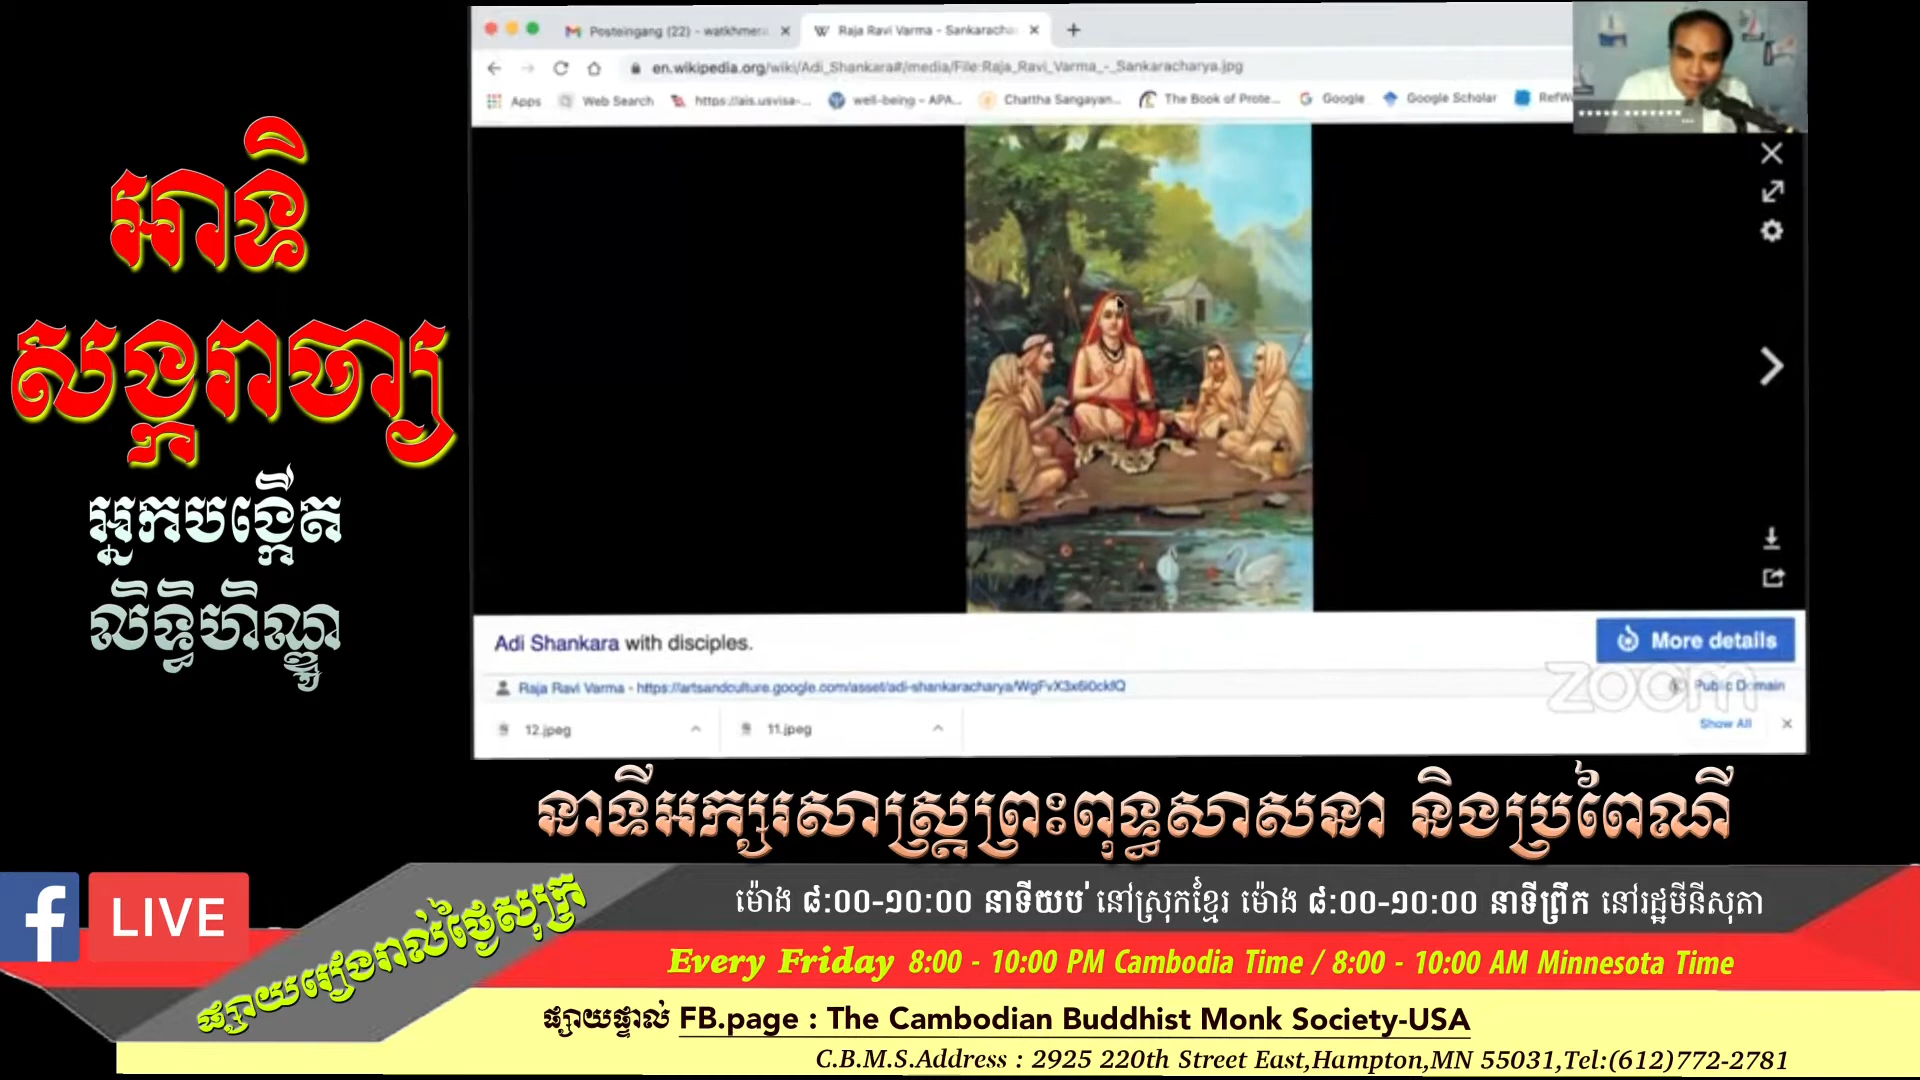 Posteingang (22) - watkhmer
Raja Ravi Varma - Sankaracha
en.wikipedia.org/wiki/Adi_Shankara#/media/File:Raja_Ravi_Varma_-_Sankaracharya.jpg
Apps
Web Search
https://ais.usvisa-...
well-being – APA...
Chattha Sangayan...
The Book of Prote...
Google
Google Scholar
RefW
អាទិ
សង្ករាចារ្យ
អ្នកបង្កើត
លិទ្ធិហិណ្ឌូ
Adi Shankara with disciples.
More details
Raja Ravi Varma - https://artsandculture.google.com/asset/adi-shankaracharya/WgFvX3x6i0ckfQ
Public Domain
zoom
12.jpeg
11.jpeg
Show All
នាទីអក្សរសាស្ត្រព្រះពុទ្ធសាសនា និងប្រពៃណី
f LIVE
ផ្សាយរៀងរាល់ថ្ងៃសុក្រ
ម៉ោង ៨:00-១០:00 នាទីយប់ នៅស្រុកខ្មែរ ម៉ោង ៨:00-១០:00 នាទីព្រឹក នៅរដ្ឋមីនីសុតា
Every Friday 8:00 - 10:00 PM Cambodia Time / 8:00 - 10:00 AM Minnesota Time
ផ្សាយផ្ទាល់ FB.page : The Cambodian Buddhist Monk Society-USA
C.B.M.S.Address : 2925 220th Street East,Hampton,MN 55031,Tel:(612)772-2781